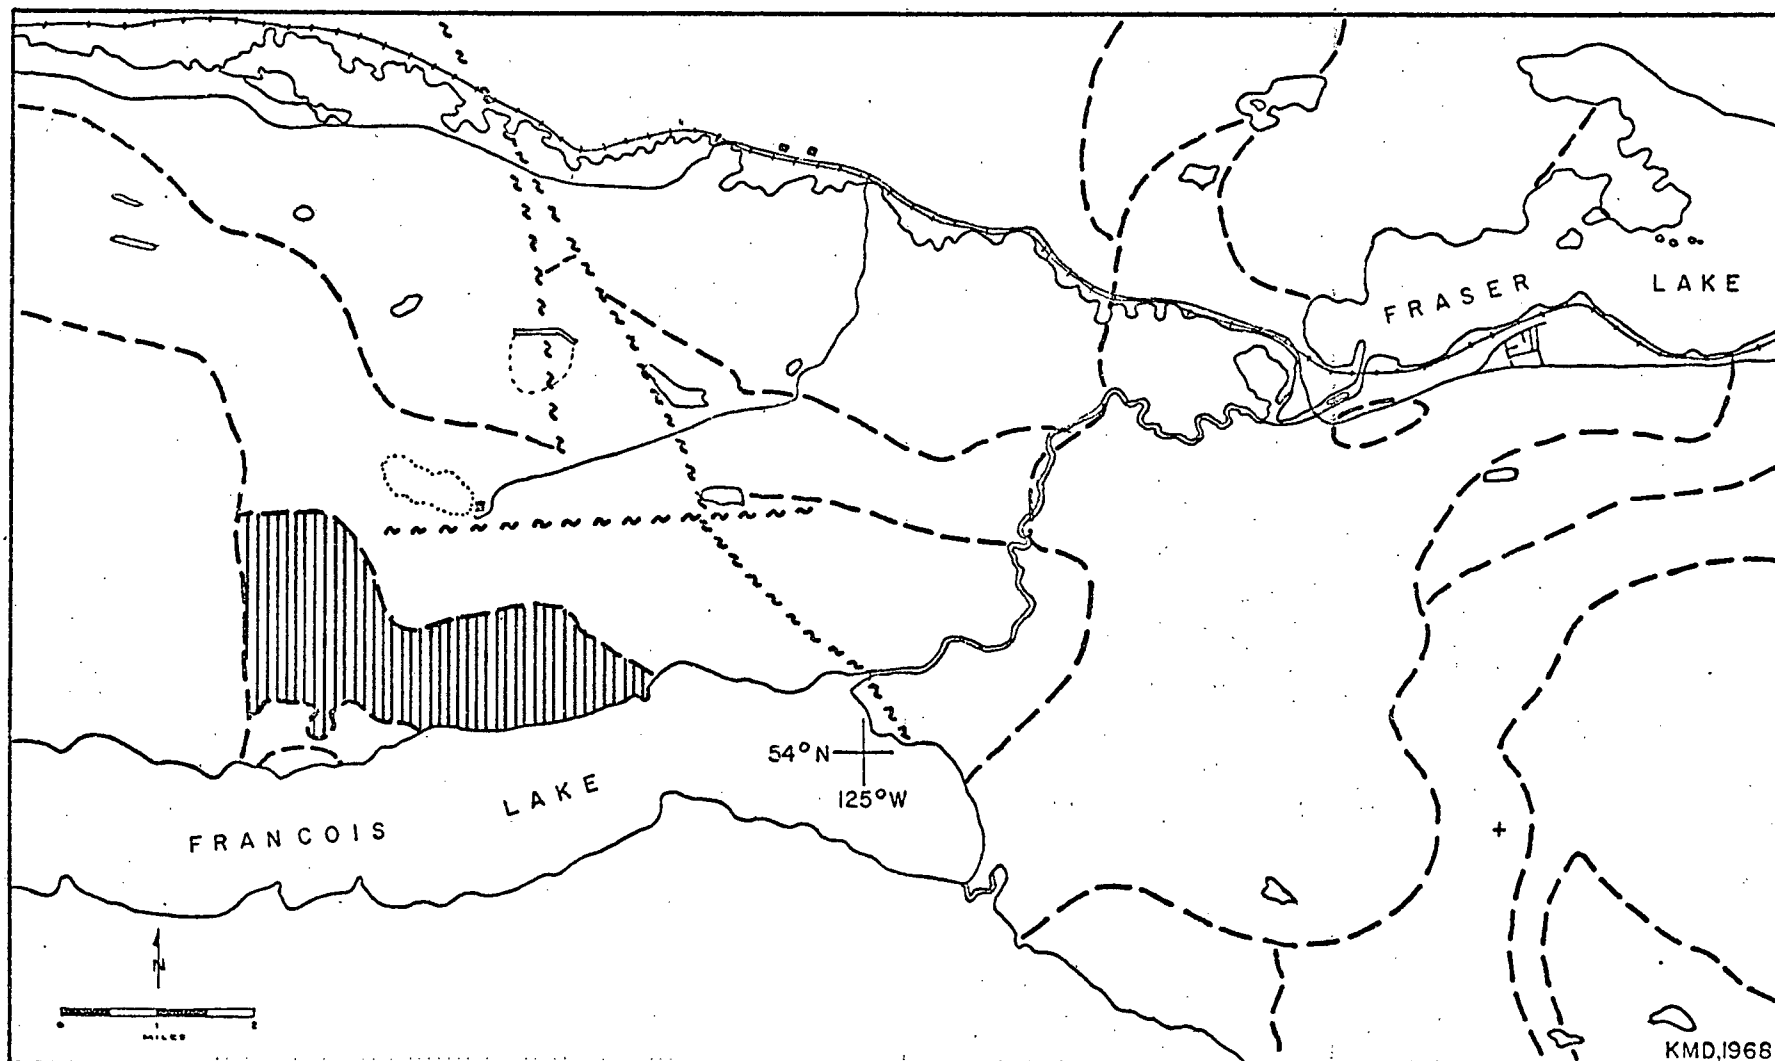 FRASER LAKE
54°N
125°W
FRANCOIS LAKE
N
0 1 2
MILES
KMD,1968